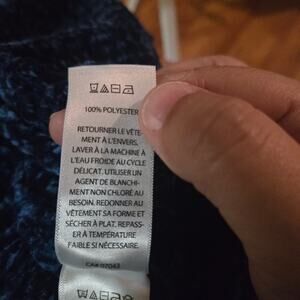 100% POLYESTER
RETOURNER LE VÊTE-
MENT À L'ENVERS.
LAVER À LA MACHINE À
L'EAU FROIDE AU CYCLE
DÉLICAT. UTILISER UN
AGENT DE BLANCHI-
MENT NON CHLORÉ AU
BESOIN. REDONNER AU
VÊTEMENT SA FORME ET
SÉCHER À PLAT. REPASS-
ER À TEMPÉRATURE
FAIBLE SI NÉCESSAIRE.
CA# 07043